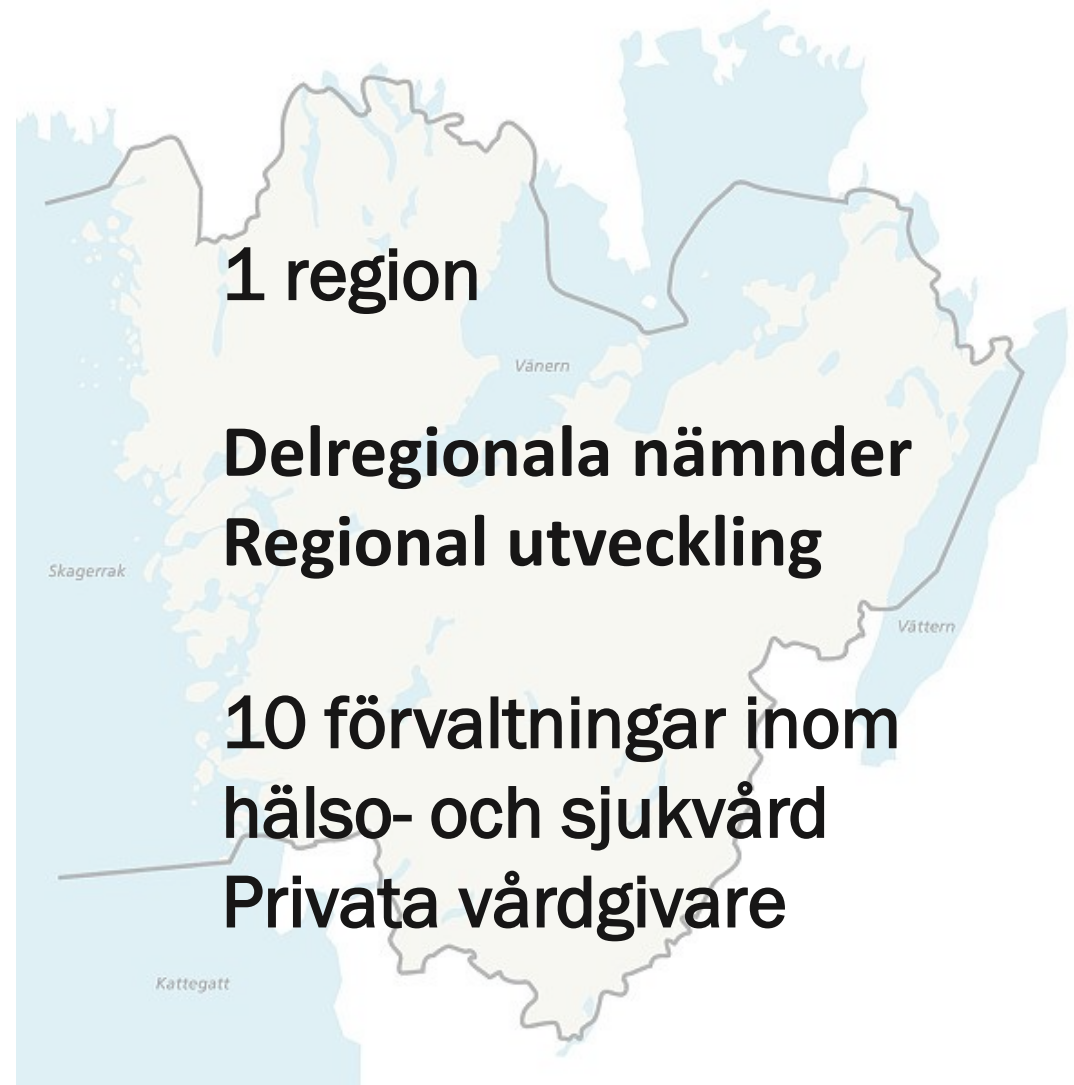 1 region
Vänern
Delregionala nämnder
Regional utveckling
Skagerrak
Vättern
10 förvaltningar inom
hälso- och sjukvård
Privata vårdgivare
Kattegatt